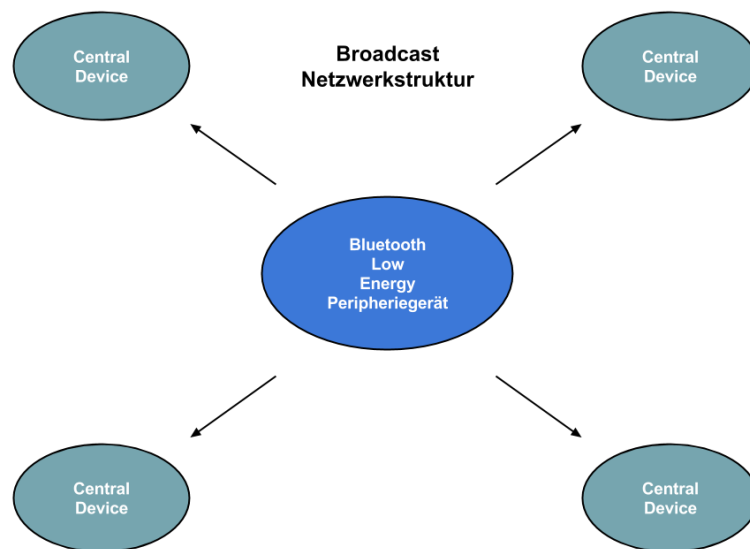 Central
Device
Broadcast
Netzwerkstruktur
Central
Device
Bluetooth
Low
Energy
Peripheriegerät
Central
Device
Central
Device